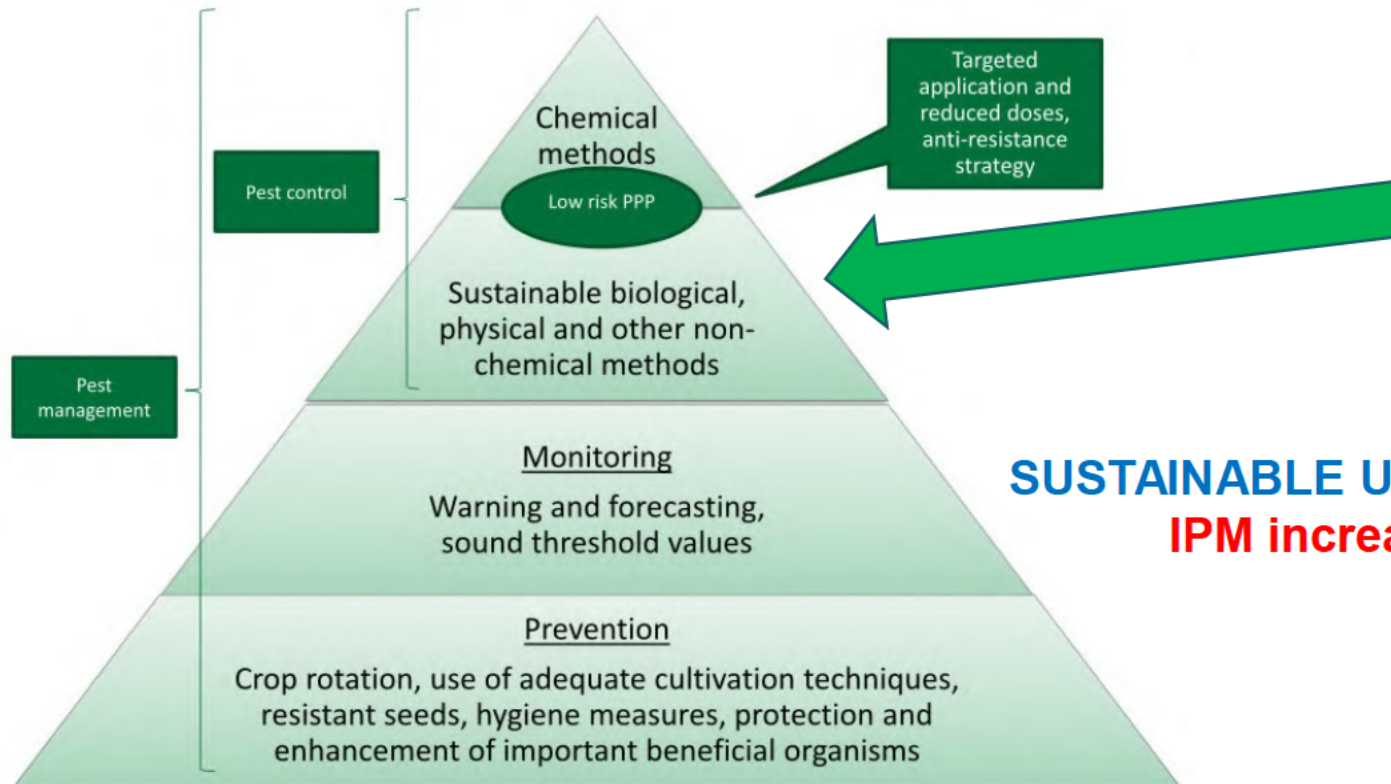 Chemical
methods
Low risk PPP
Targeted
application and
reduced doses,
anti-resistance
strategy
Pest control
Sustainable biological,
physical and other non-
chemical methods
Pest
management
Monitoring
Warning and forecasting,
sound threshold values
SUSTAINABLE U
IPM increa
Prevention
Crop rotation, use of adequate cultivation techniques,
resistant seeds, hygiene measures, protection and
enhancement of important beneficial organisms